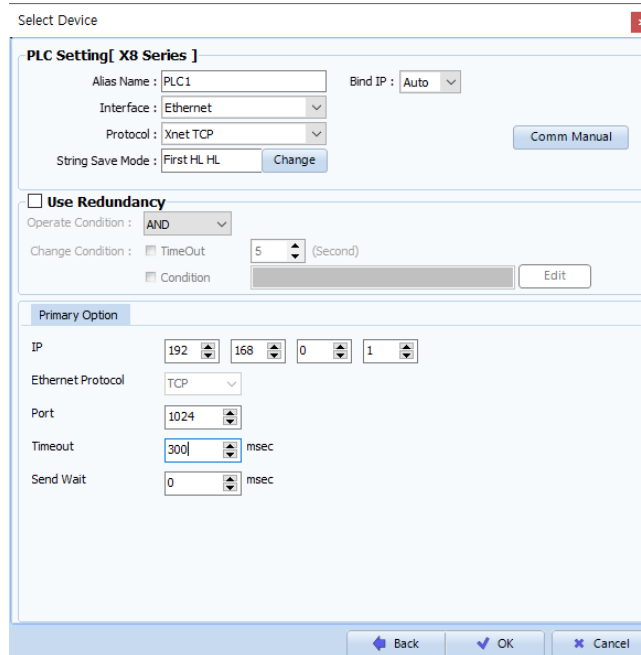 Select Device
PLC Setting[ X8 Series ]
Alias Name : PLC1 Bind IP : Auto
Interface : Ethernet
Protocol : Xnet TCP Comm Manual
String Save Mode : First HL HL Change
Use Redundancy
Operate Condition : AND
Change Condition : TimeOut 5 (Second)
Condition Edit
Primary Option
IP 192 168 0 1
Ethernet Protocol TCP
Port 1024
Timeout 300 msec
Send Wait 0 msec
Back OK Cancel